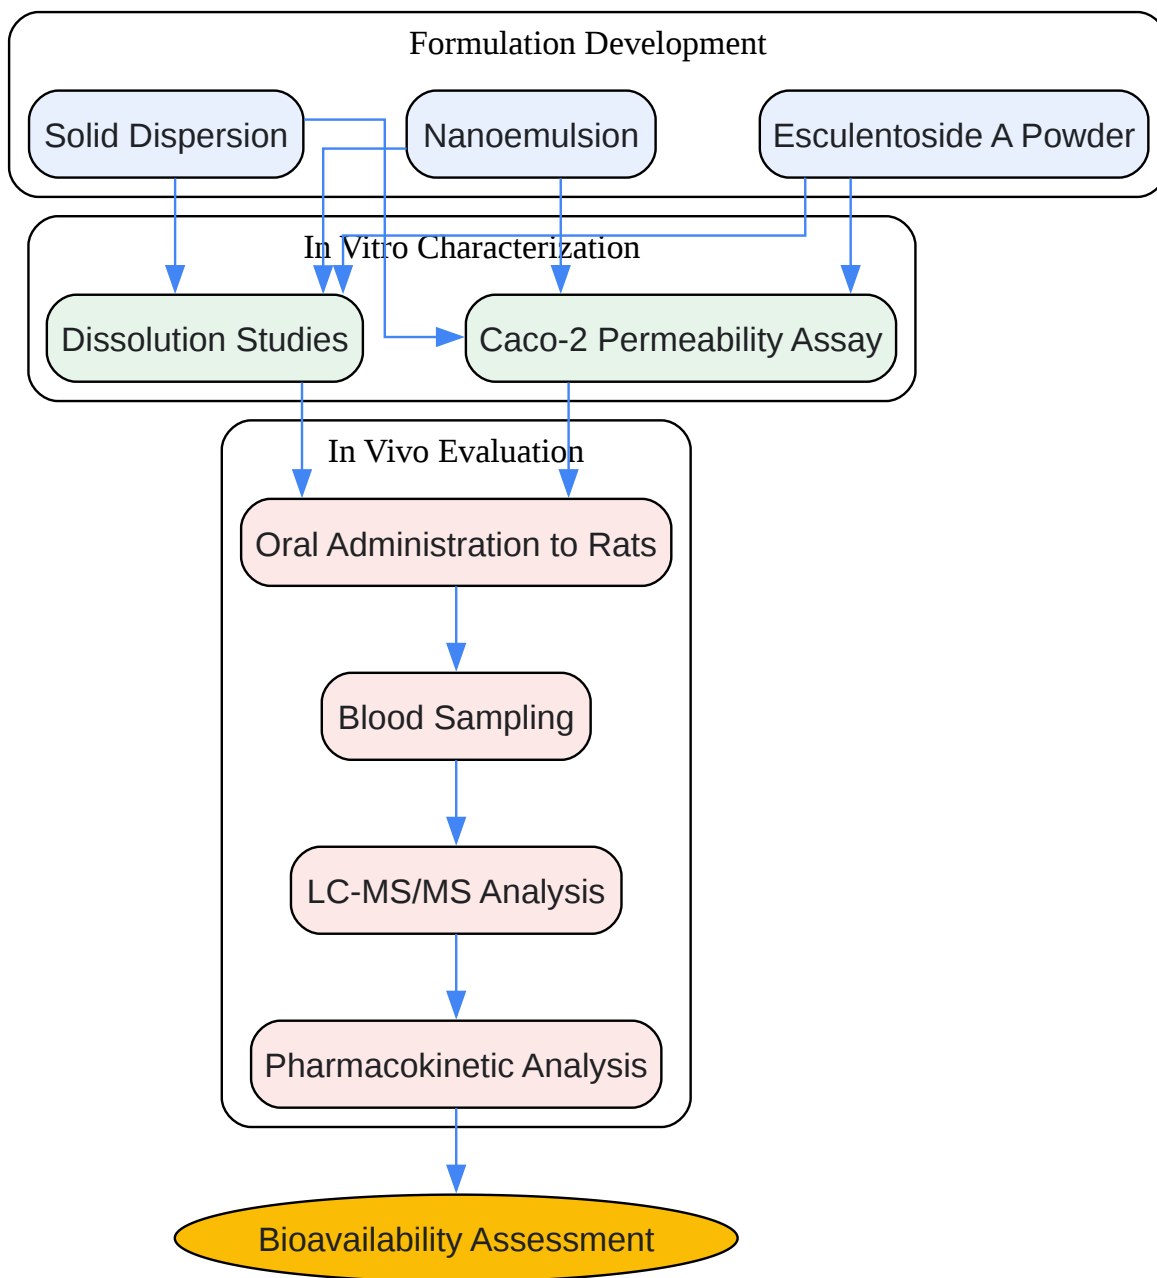 Formulation Development
Solid Dispersion
Nanoemulsion
Esculentoside A Powder
In Vitro Characterization
Dissolution Studies
Caco-2 Permeability Assay
In Vivo Evaluation
Oral Administration to Rats
Blood Sampling
LC-MS/MS Analysis
Pharmacokinetic Analysis
Bioavailability Assessment